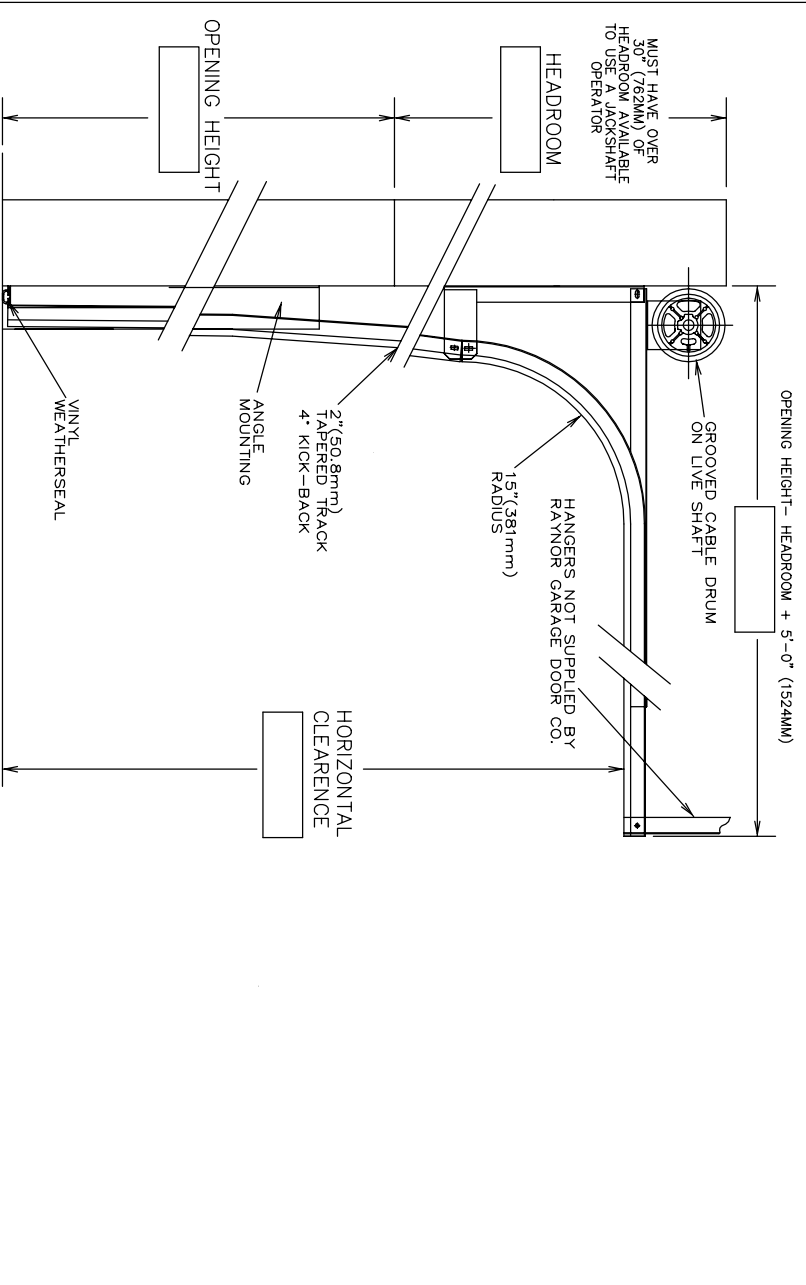 OPENING HEIGHT- HEADROOM + 5'-0" (1524MM)
MUST HAVE OVER
30" (762MM) OF
HEADROOM AVAILABLE
TO USE A JACKSHAFT
OPERATOR
HEADROOM
OPENING HEIGHT
GROOVED CABLE DRUM
ON LIVE SHAFT
HANGERS NOT SUPPLIED BY
RAYNOR GARAGE DOOR CO.
15"(381mm)
RADIUS
2"(50.8mm)
TAPERED TRACK
4° KICK-BACK
ANGLE
MOUNTING
VINYL
WEATHERSEAL
HORIZONTAL
CLEARENCE